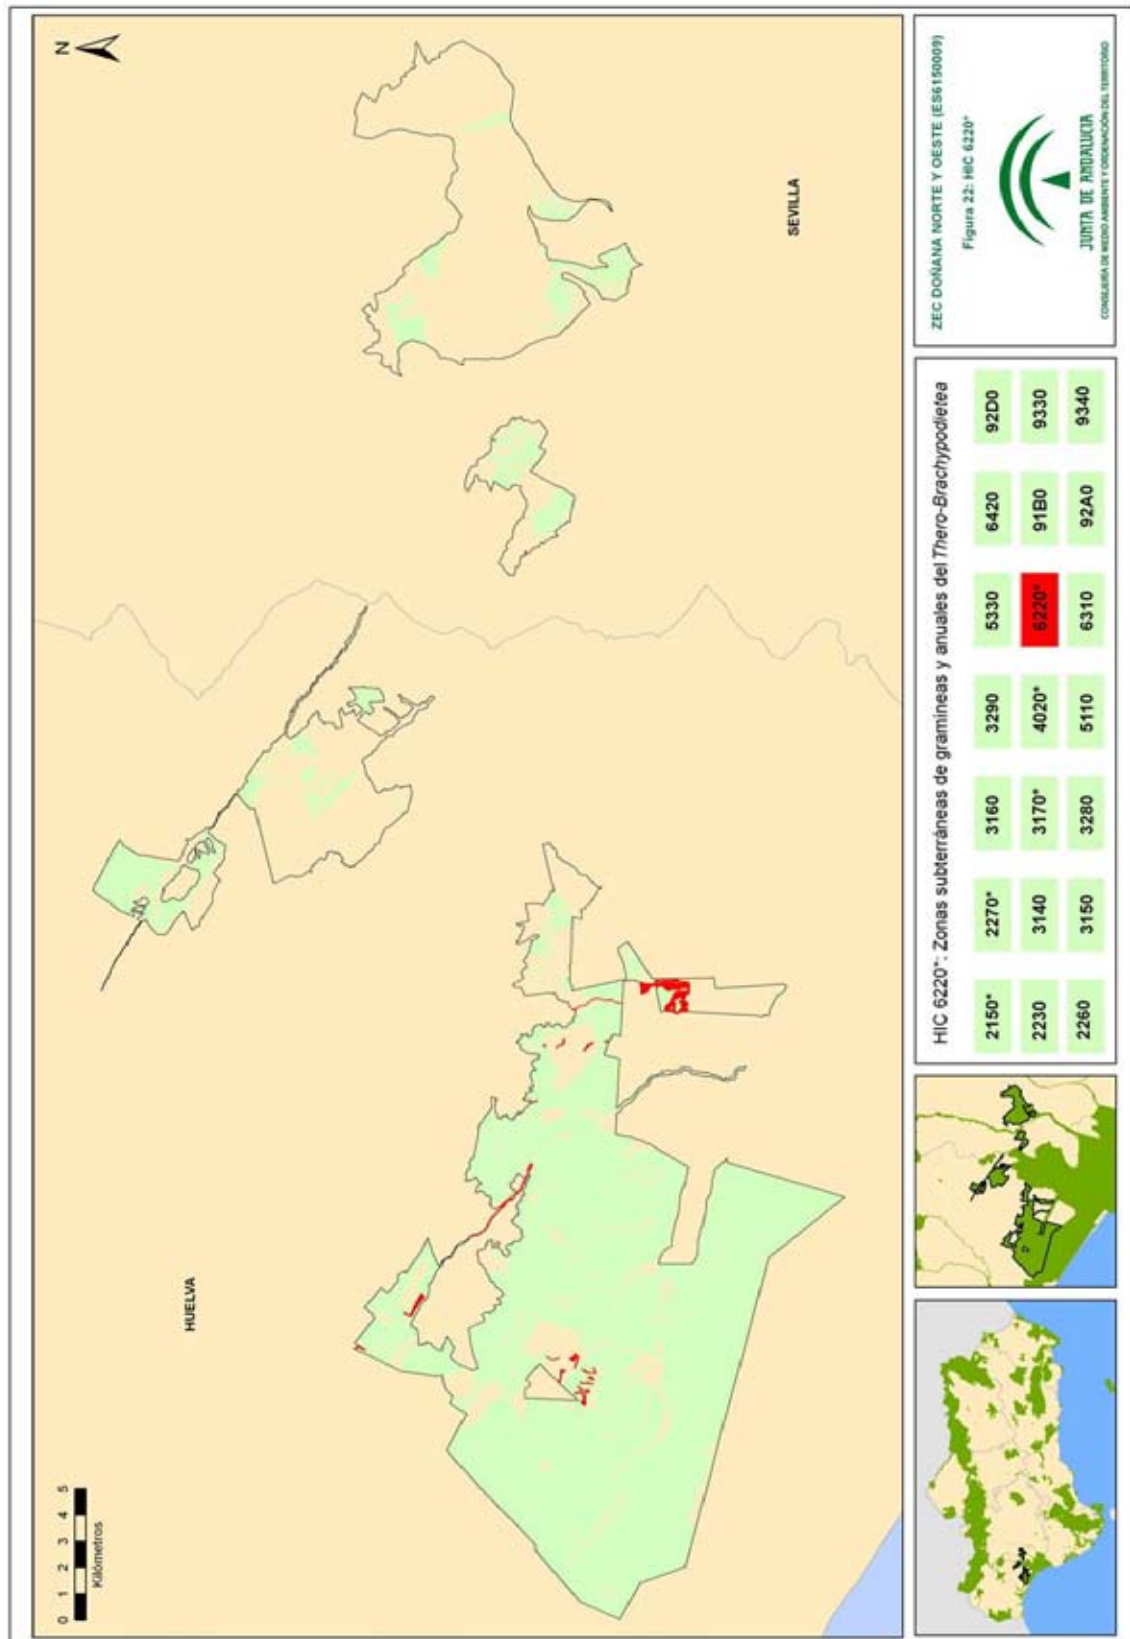 N
HUELVA
SEVILLA
0 1 2 3 4 5
Kilómetros
HIC 6220*: Zonas subterráneas de gramíneas y anuales del Thero-Brachypodietea
2150* 2270* 3160 3290 5330 6420 92D0
2230 3140 3170* 4020* 6220* 91B0 9330
2260 3150 3280 5110 6310 92A0 9340
ZEC DOÑANA NORTE Y OESTE (ES6150009)
Figura 22: HIC 6220*
JUNTA DE ANDALUCIA
CONSEJERIA DE MEDIO AMBIENTE Y ORDENACIÓN DEL TERRITORIO